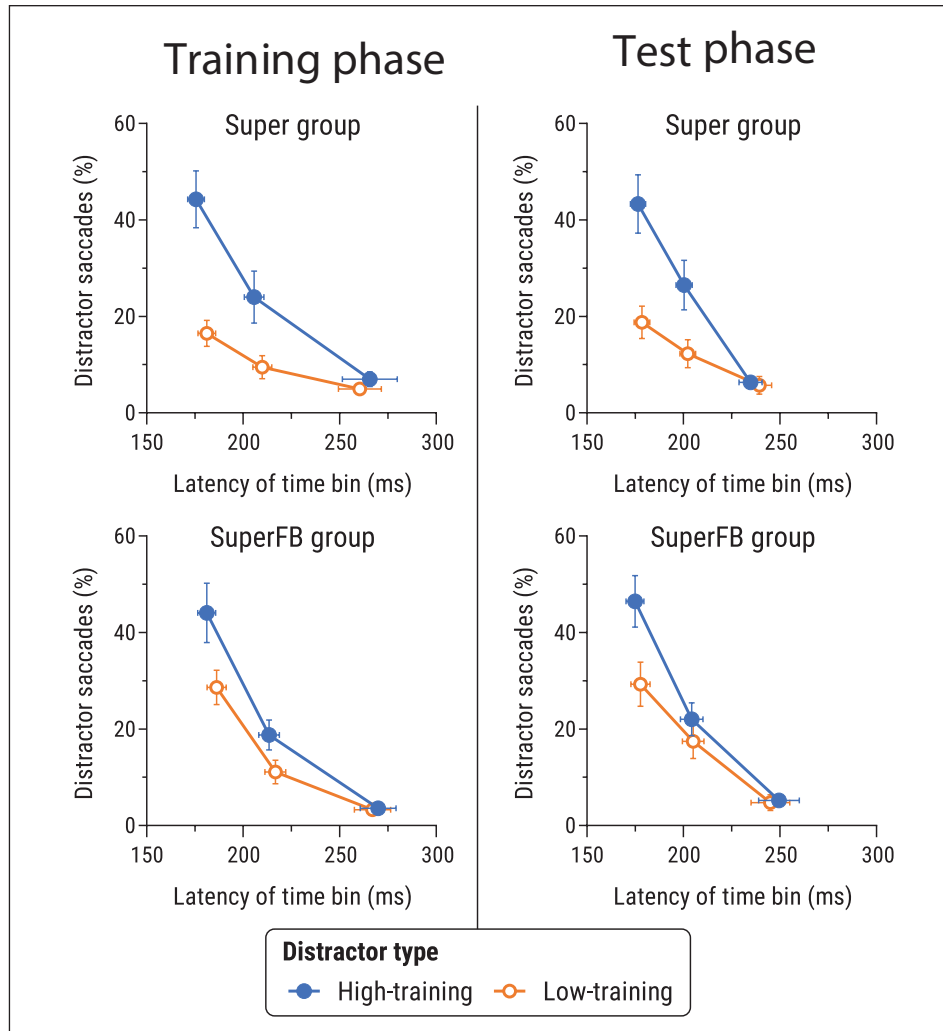 Training phase
Test phase
Super group
60
40
20
0
Distractor saccades (%)
150 200 250 300
Latency of time bin (ms)
Super group
60
40
20
0
Distractor saccades (%)
150 200 250 300
Latency of time bin (ms)
SuperFB group
60
40
20
0
Distractor saccades (%)
150 200 250 300
Latency of time bin (ms)
SuperFB group
60
40
20
0
Distractor saccades (%)
150 200 250 300
Latency of time bin (ms)
Distractor type
High-training Low-training